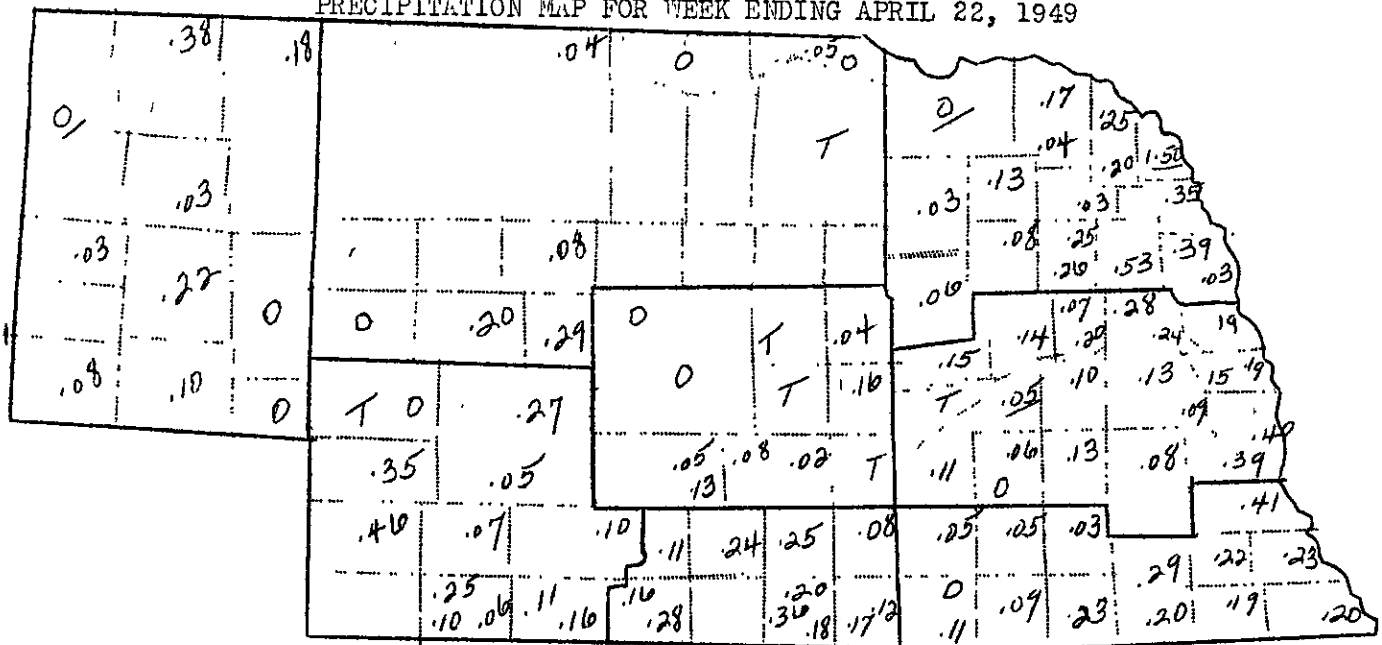 PRECIPITATION MAP FOR WEEK ENDING APRIL 22, 1949
.38 .18 .04 0 .05 0
0 .17 .25
0 T .04 .20 1.50
.03 .03 .13 .03 .35
.03 .08 .08 .25 .39
.22 .26 .53 .03
0 .06
0 .20 .29 0 T .04 .14 .07 .28 .19
.20 .24
.08 .10 0 0 T .16 .15 .10 .13 .15 .19
T 0 .27 T .05 .09
.35 .05 .05 .08 .02 T .11 .06 .13 .08 .39 .40
.13 0
.46 .07 .10 .11 .24 .25 .08 .05 .05 .03 .41
.29 .22 .23
.25 .11 .16 .20 0 .09 .23 .20 .19 .20
.10 .06 .16 .28 .36 .18 .17 .12 .11